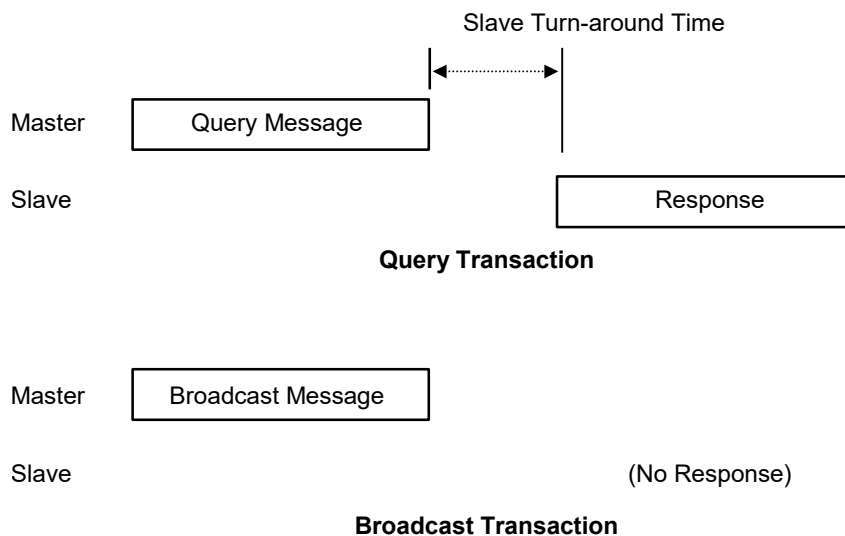 Slave Turn-around Time
Master Query Message
Slave Response
Query Transaction
Master Broadcast Message
Slave (No Response)
Broadcast Transaction